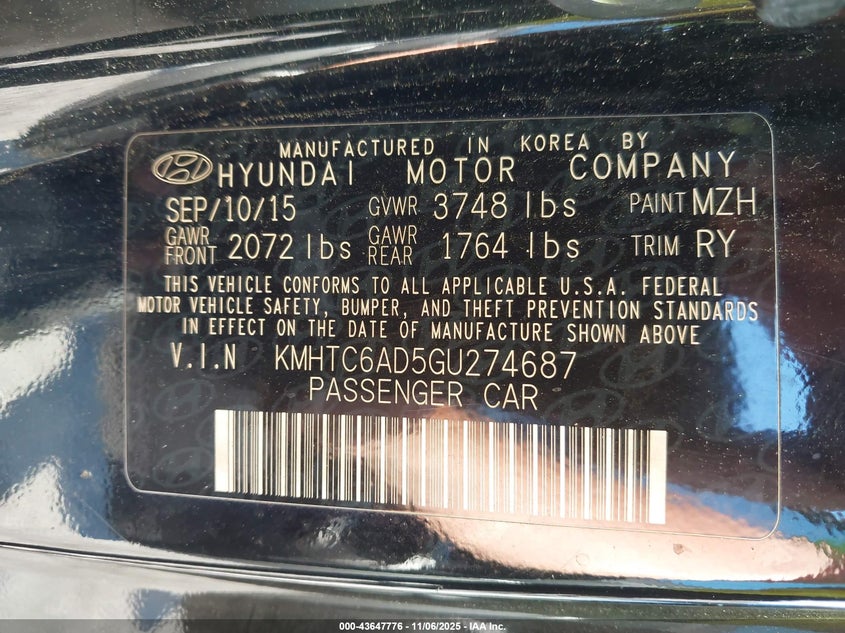 MANUFACTURED IN KOREA BY
HYUNDAI MOTOR COMPANY
SEP/10/15 GVWR 3748 lbs PAINT MZH
GAWR FRONT 2072 lbs GAWR REAR 1764 lbs TRIM RY
THIS VEHICLE CONFORMS TO ALL APPLICABLE U.S.A. FEDERAL
MOTOR VEHICLE SAFETY, BUMPER, AND THEFT PREVENTION STANDARDS
IN EFFECT ON THE DATE OF MANUFACTURE SHOWN ABOVE
V.I.N KMHTC6AD5GU274687
PASSENGER CAR
000-43647776 | 11/06/2025 - IAA Inc.